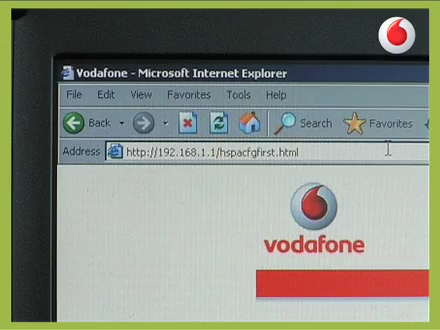 Vodafone - Microsoft Internet Explorer
File Edit View Favorites Tools Help
Back Search Favorites
Address http://192.168.1.1/hspacfgfirst.html
vodafone